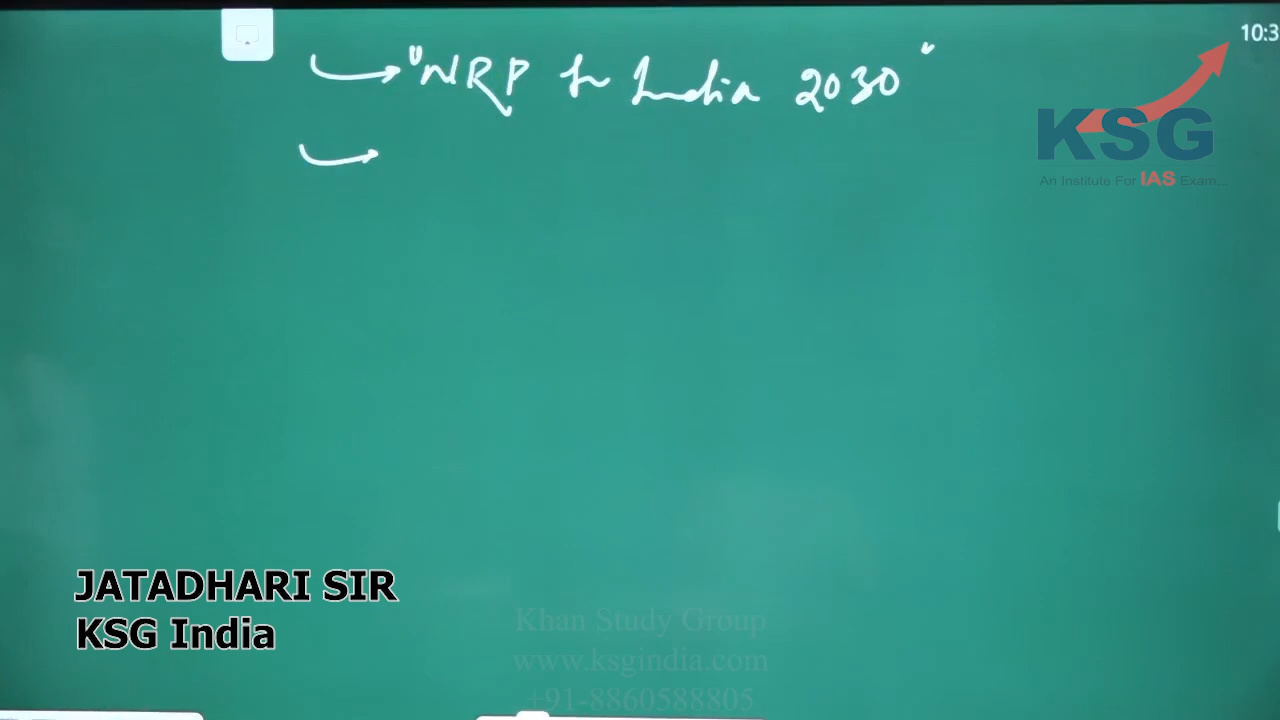 10:3
→ "NRP for India 2030"
→
KSG
An Institute For IAS Exam...
JATADHARI SIR
KSG India
Khan Study Group
www.ksgindia.com
+91-8860588805